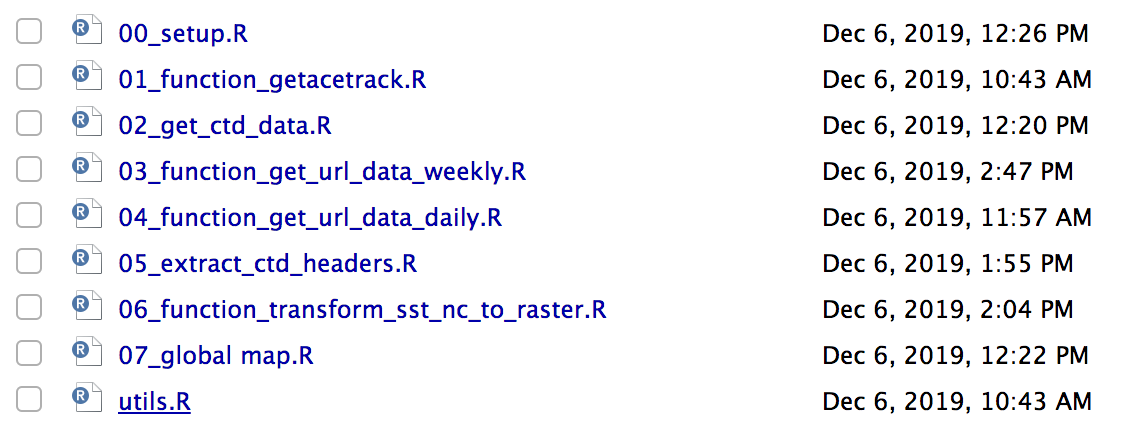 00_setup.R Dec 6, 2019, 12:26 PM
01_function_getacetrack.R Dec 6, 2019, 10:43 AM
02_get_ctd_data.R Dec 6, 2019, 12:20 PM
03_function_get_url_data_weekly.R Dec 6, 2019, 2:47 PM
04_function_get_url_data_daily.R Dec 6, 2019, 11:57 AM
05_extract_ctd_headers.R Dec 6, 2019, 1:55 PM
06_function_transform_sst_nc_to_raster.R Dec 6, 2019, 2:04 PM
07_global map.R Dec 6, 2019, 12:22 PM
utils.R Dec 6, 2019, 10:43 AM